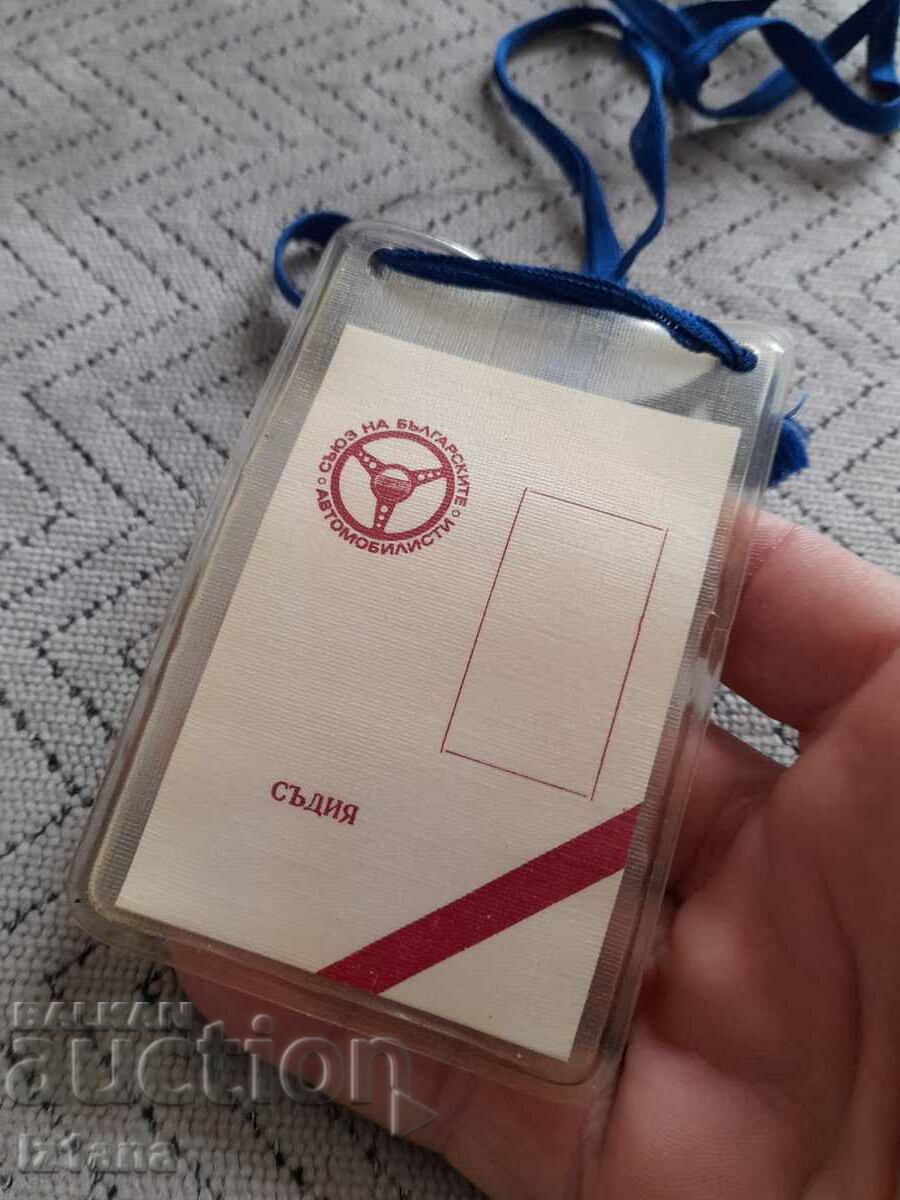 СЪЮЗ НА БЪЛГАРСКИТЕ
АВТОМОБИЛИСТИ
СЪДИЯ
BALKAN
auction
Iztana